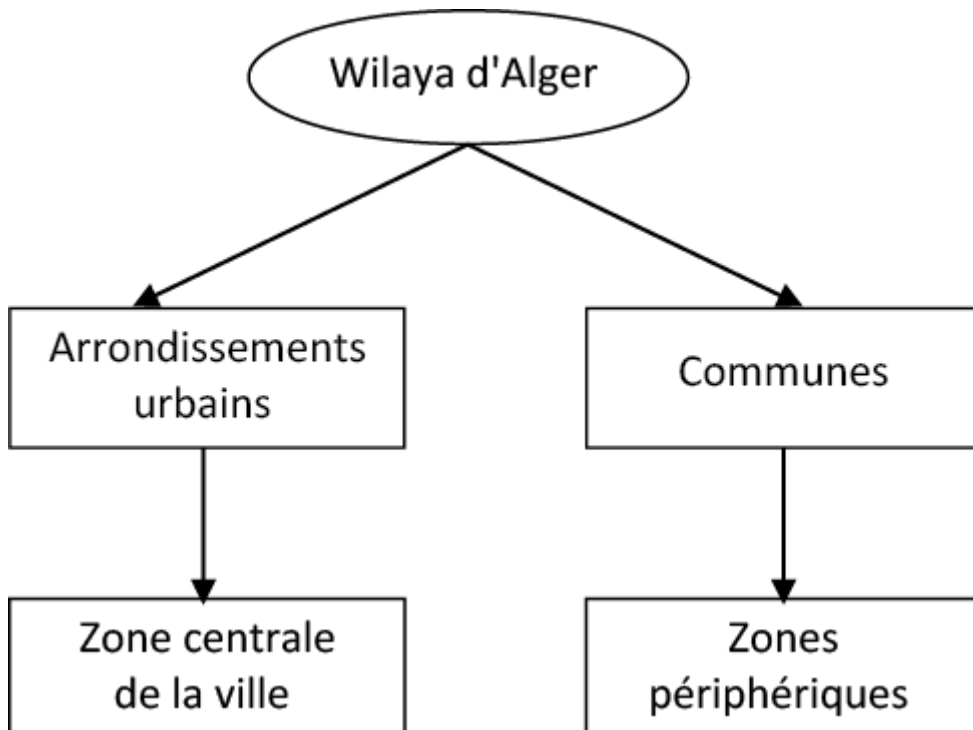 Wilaya d'Alger
Arrondissements
urbains
Communes
Zone centrale
de la ville
Zones
périphériques